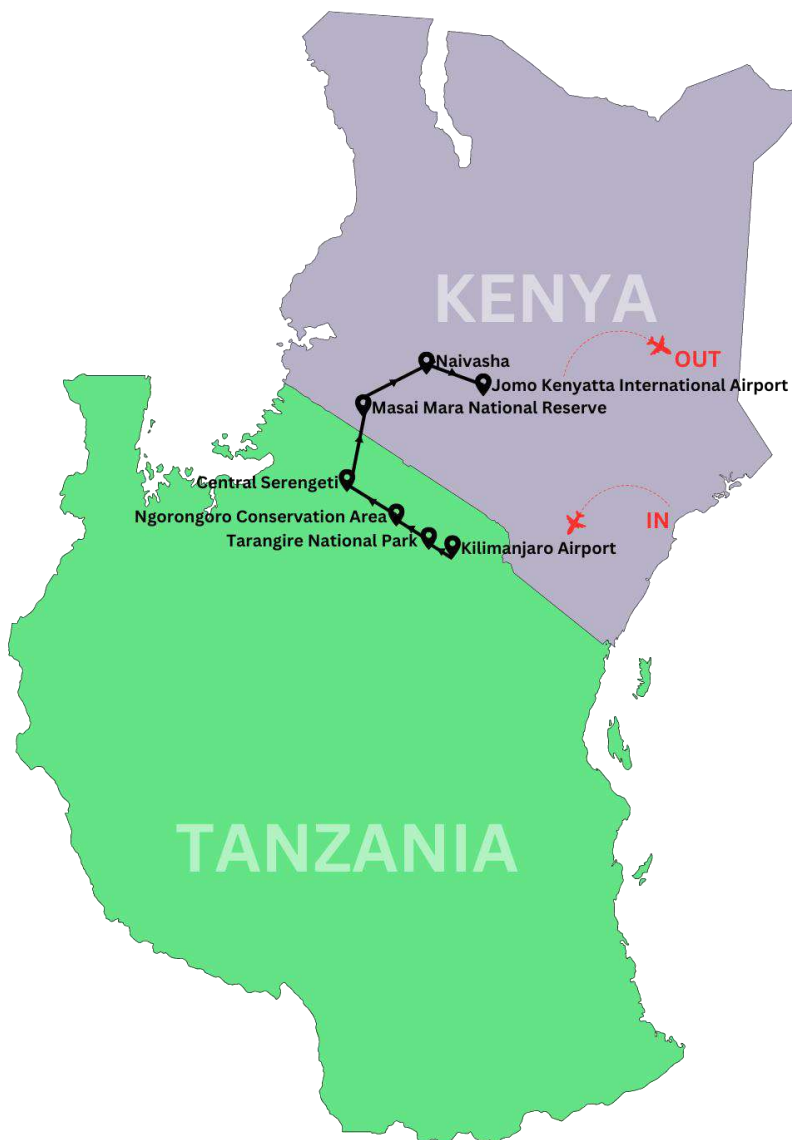 KENYA
Naivasha
OUT
Jomo Kenyatta International Airport
Masai Mara National Reserve
Central Serengeti
Ngorongoro Conservation Area
IN
Tarangire National Park
Kilimanjaro Airport
TANZANIA